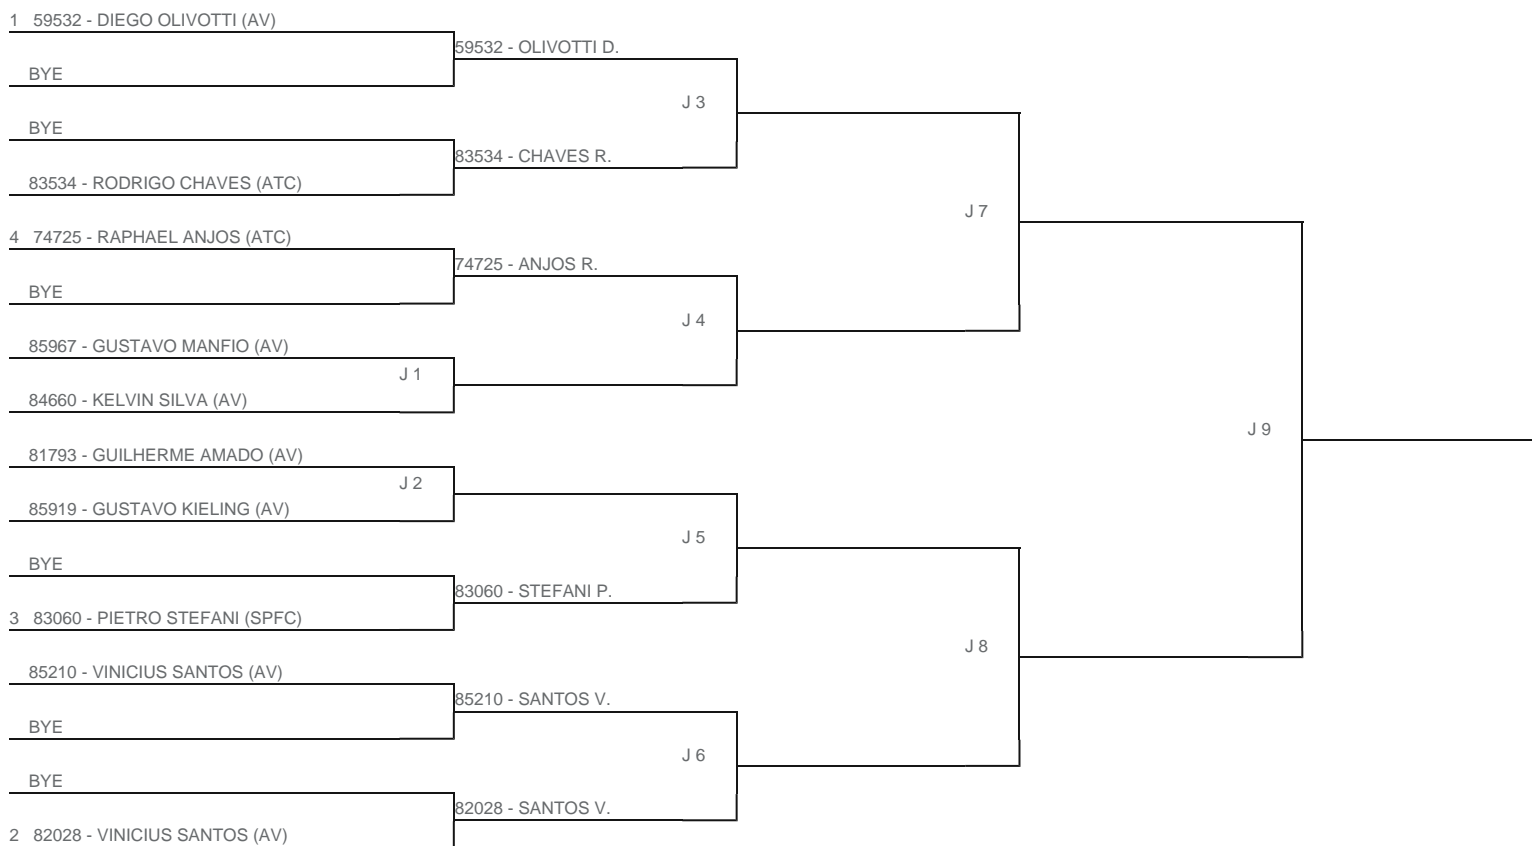 1 59532 - DIEGO OLIVOTTI (AV)
59532 - OLIVOTTI D.
BYE
J 3
BYE
83534 - CHAVES R.
83534 - RODRIGO CHAVES (ATC)
J 7
4 74725 - RAPHAEL ANJOS (ATC)
74725 - ANJOS R.
BYE
J 4
85967 - GUSTAVO MANFIO (AV)
J 1
84660 - KELVIN SILVA (AV)
J 9
81793 - GUILHERME AMADO (AV)
J 2
85919 - GUSTAVO KIELING (AV)
J 5
BYE
83060 - STEFANI P.
3 83060 - PIETRO STEFANI (SPFC)
J 8
85210 - VINICIUS SANTOS (AV)
85210 - SANTOS V.
BYE
J 6
BYE
82028 - SANTOS V.
2 82028 - VINICIUS SANTOS (AV)